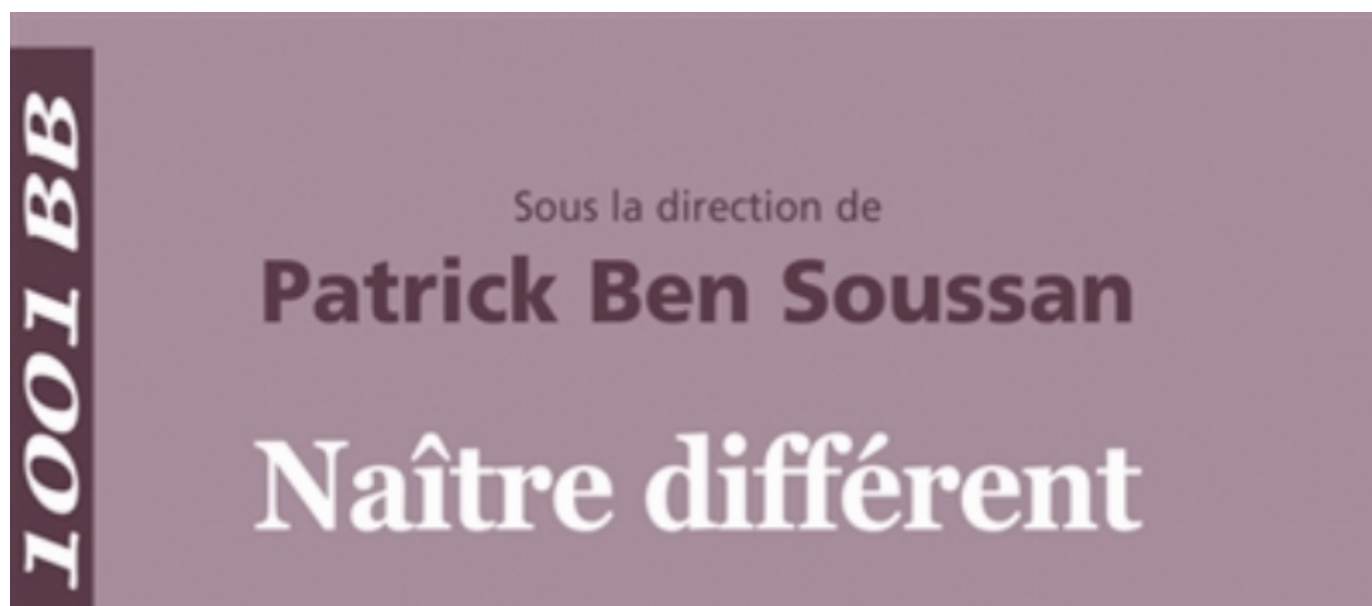 1001 BB
Sous la direction de
Patrick Ben Soussan
Naître différent